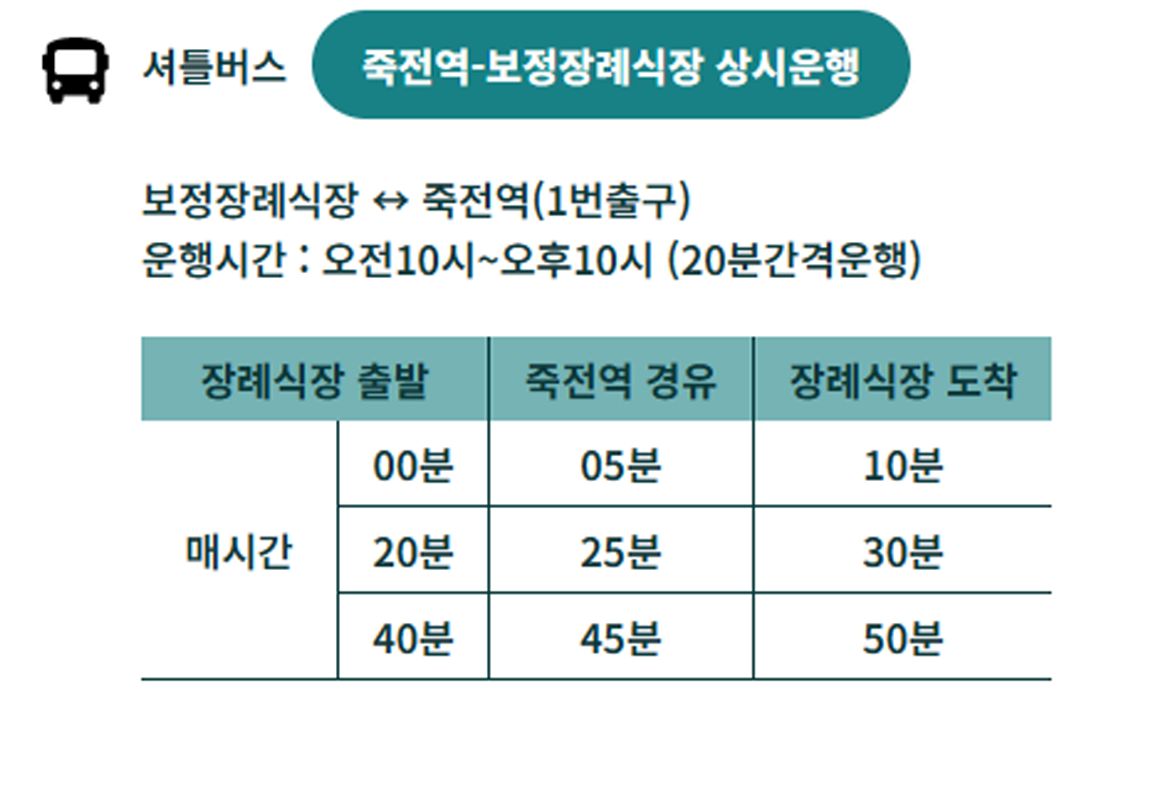 셔틀버스 죽전역-보정장례식장 상시운행
보정장례식장 ↔ 죽전역(1번출구)
운행시간 : 오전10시~오후10시 (20분간격운행)
장례식장 출발 죽전역 경유 장례식장 도착
00분 05분 10분
매시간 20분 25분 30분
40분 45분 50분